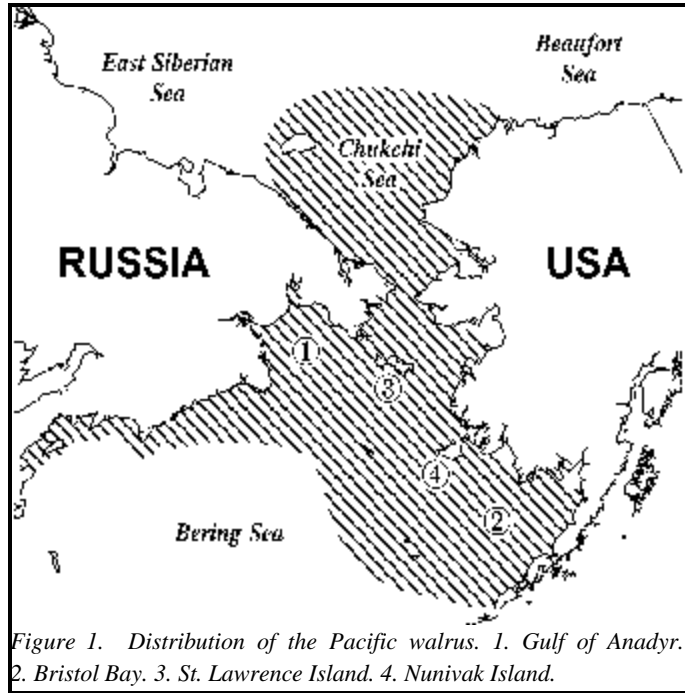 East Siberian
Sea
Beaufort
Sea
Chukchi
Sea
RUSSIA
USA
1
3
4
2
Bering Sea
Figure 1. Distribution of the Pacific walrus. 1. Gulf of Anadyr.
2. Bristol Bay. 3. St. Lawrence Island. 4. Nunivak Island.